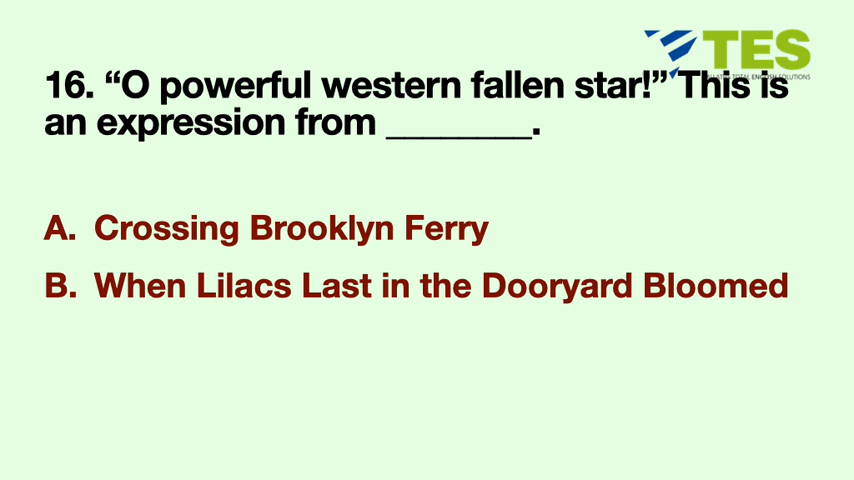 TES
16. “O powerful western fallen star!” This is
an expression from ________.
A. Crossing Brooklyn Ferry
B. When Lilacs Last in the Dooryard Bloomed